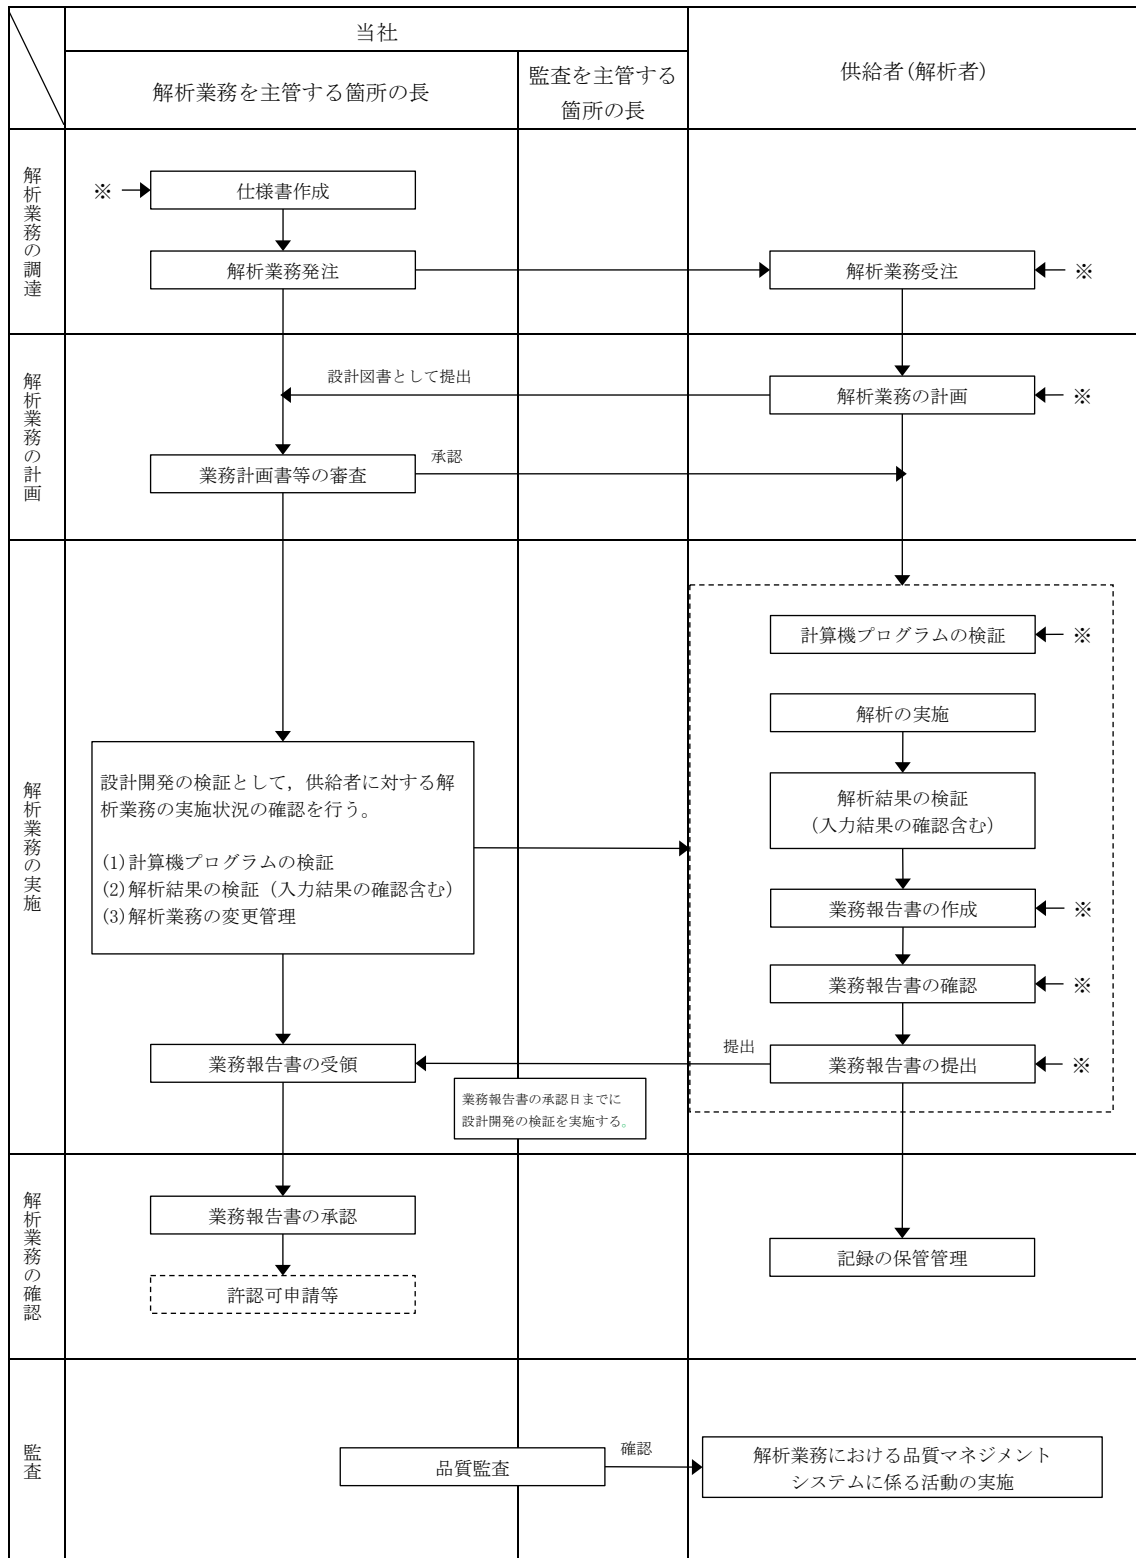 当社
供給者(解析者)
解析業務を主管する箇所の長
監査を主管する
箇所の長
解析業務の調達
※
仕様書作成
解析業務発注
解析業務受注
※
解析業務の計画
設計図書として提出
解析業務の計画
※
業務計画書等の審査
承認
解析業務の実施
計算機プログラムの検証
※
解析の実施
設計開発の検証として，供給者に対する解
析業務の実施状況の確認を行う。
(1)計算機プログラムの検証
(2)解析結果の検証（入力結果の確認含む）
(3)解析業務の変更管理
解析結果の検証
（入力結果の確認含む）
業務報告書の作成
※
業務報告書の確認
※
業務報告書の受領
提出
業務報告書の提出
※
業務報告書の承認日までに
設計開発の検証を実施する。
解析業務の確認
業務報告書の承認
記録の保管管理
許認可申請等
監査
品質監査
確認
解析業務における品質マネジメント
システムに係る活動の実施